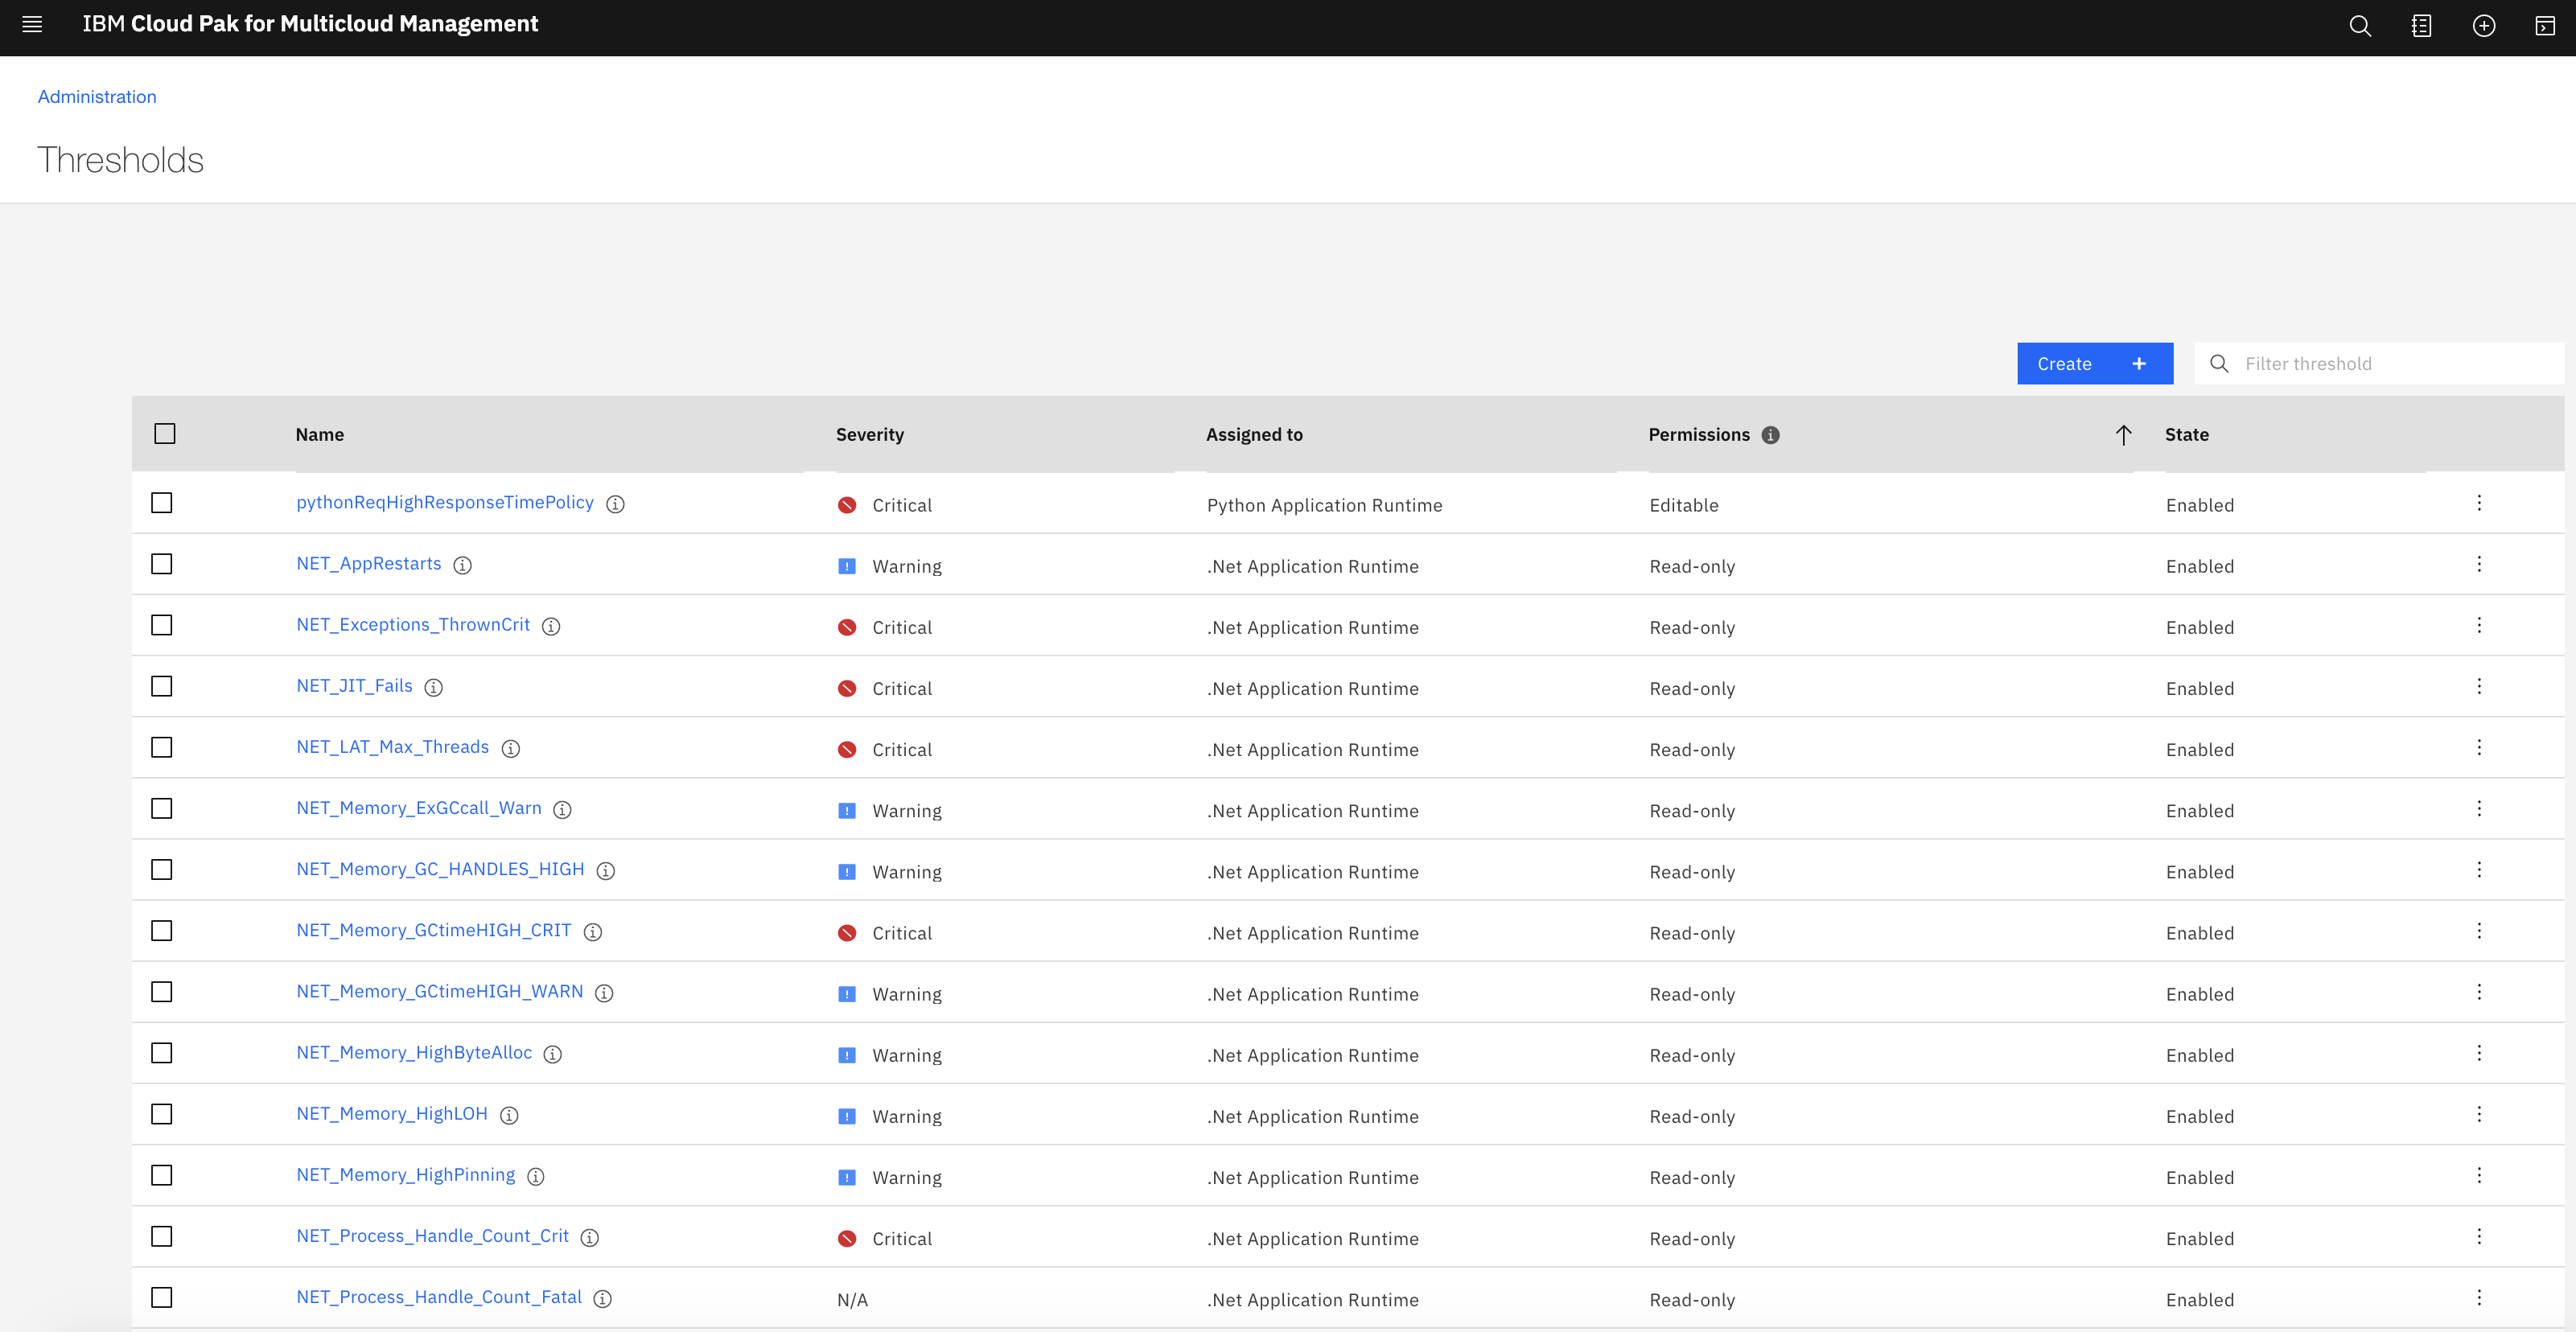 IBM Cloud Pak for Multicloud Management
Administration
Thresholds
Create + Filter threshold
Name Severity Assigned to Permissions State
pythonReqHighResponseTimePolicy Critical Python Application Runtime Editable Enabled
NET_AppRestarts Warning .Net Application Runtime Read-only Enabled
NET_Exceptions_ThrownCrit Critical .Net Application Runtime Read-only Enabled
NET_JIT_Fails Critical .Net Application Runtime Read-only Enabled
NET_LAT_Max_Threads Critical .Net Application Runtime Read-only Enabled
NET_Memory_ExGCcall_Warn Warning .Net Application Runtime Read-only Enabled
NET_Memory_GC_HANDLES_HIGH Warning .Net Application Runtime Read-only Enabled
NET_Memory_GCtimeHIGH_CRIT Critical .Net Application Runtime Read-only Enabled
NET_Memory_GCtimeHIGH_WARN Warning .Net Application Runtime Read-only Enabled
NET_Memory_HighByteAlloc Warning .Net Application Runtime Read-only Enabled
NET_Memory_HighLOH Warning .Net Application Runtime Read-only Enabled
NET_Memory_HighPinning Warning .Net Application Runtime Read-only Enabled
NET_Process_Handle_Count_Crit Critical .Net Application Runtime Read-only Enabled
NET_Process_Handle_Count_Fatal N/A .Net Application Runtime Read-only Enabled